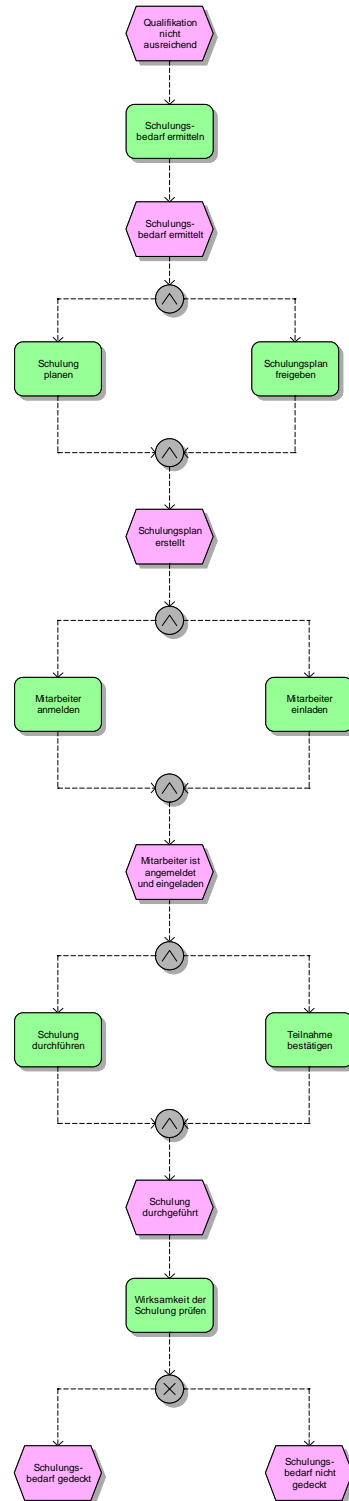 Qualifikation
nicht
ausreichend
Schulungs-
bedarf ermitteln
Schulungs-
bedarf ermittelt
Schulung
planen
Schulungsplan
freigeben
Schulungsplan
erstellt
Mitarbeiter
anmelden
Mitarbeiter
einladen
Mitarbeiter ist
angemeldet
und eingeladen
Schulung
durchführen
Teilnahme
bestätigen
Schulung
durchgeführt
Wirksamkeit der
Schulung prüfen
Schulungs-
bedarf gedeckt
Schulungs-
bedarf nicht
gedeckt